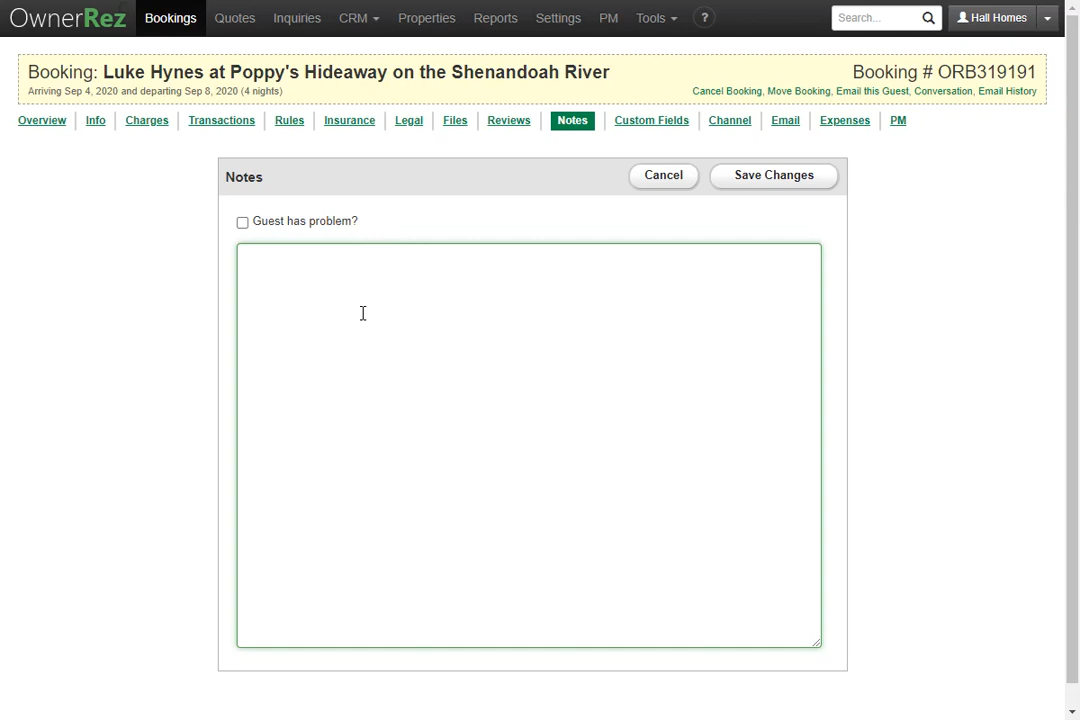 OwnerRez Bookings Quotes Inquiries CRM Properties Reports Settings PM Tools ? Search... Hall Homes
Booking: Luke Hynes at Poppy's Hideaway on the Shenandoah River Booking # ORB319191
Arriving Sep 4, 2020 and departing Sep 8, 2020 (4 nights) Cancel Booking, Move Booking, Email this Guest, Conversation, Email History
Overview Info Charges Transactions Rules Insurance Legal Files Reviews Notes Custom Fields Channel Email Expenses PM
Notes Cancel Save Changes
Guest has problem?